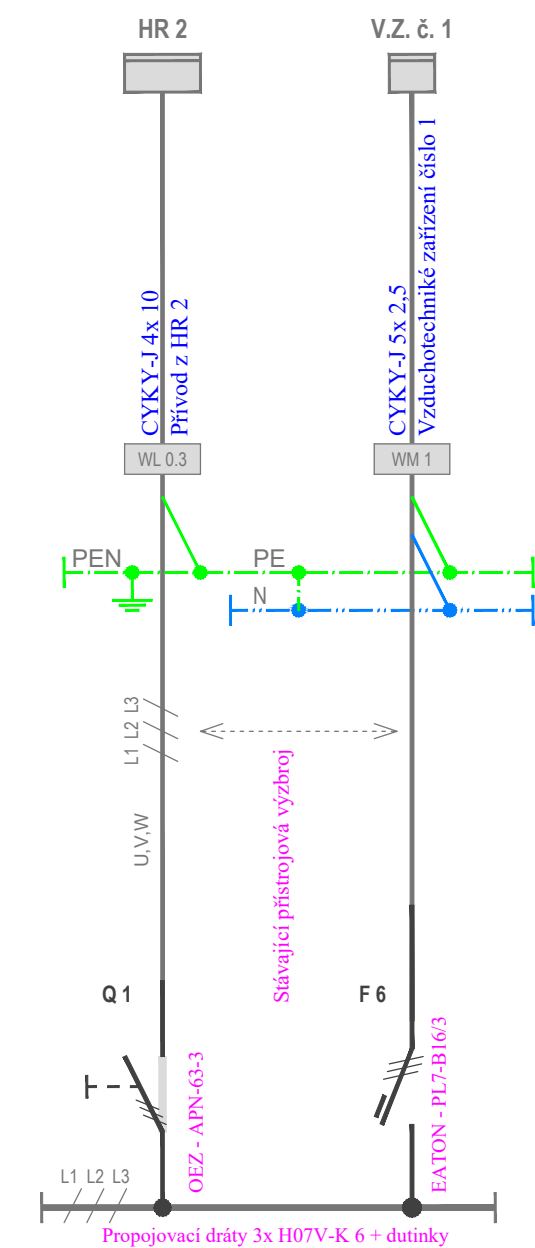 HR 2
V.Z. č. 1
CYKY-J 4x 10
Přívod z HR 2
CYKY-J 5x 2,5
Vzduchotechniké zařízení číslo 1
WL 0.3
WM 1
PEN
PE
N
L1 L2 L3
U,V,W
Stávající přístrojová výzbroj
Q 1
F 6
OEZ - APN-63-3
EATON - PL7-B16/3
L1 L2 L3
Propojovací dráty 3x H07V-K 6 + dutinky